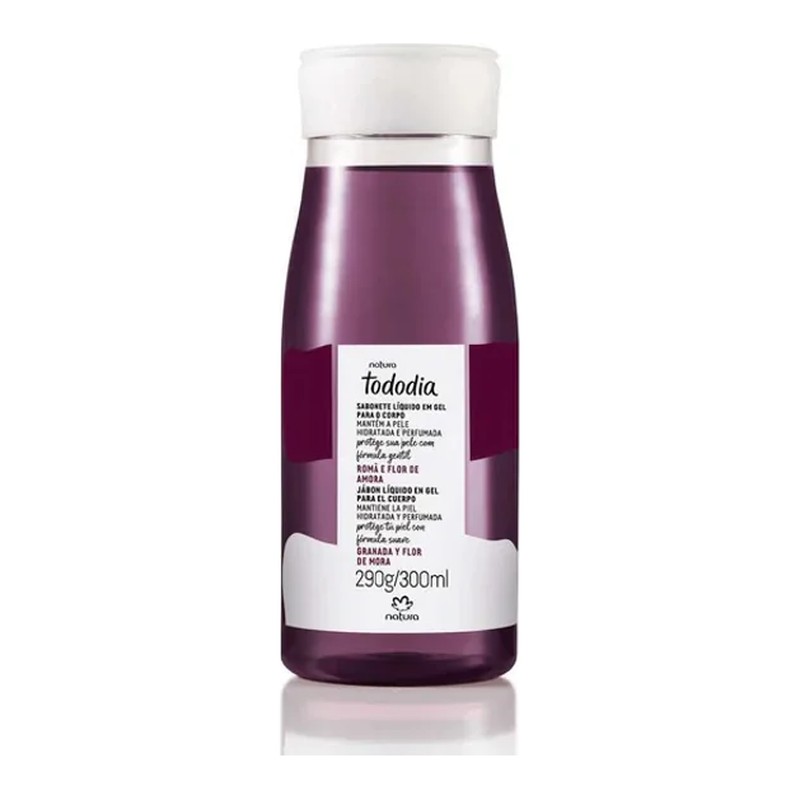 natura
tododia
SABONETE LÍQUIDO EM GEL
PARA O CORPO
MANTÉM A PELE
HIDRATADA E PERFUMADA
protege sua pele com
fórmula gentil
ROMÃ E FLOR DE
AMORA
JÁBON LÍQUIDO EN GEL
PARA EL CUERPO
MANTIENE LA PIEL
HIDRATADA Y PERFUMADA
protege tu piel con
fórmula suave
GRANADA Y FLOR
DE MORA
290g/300ml
natura